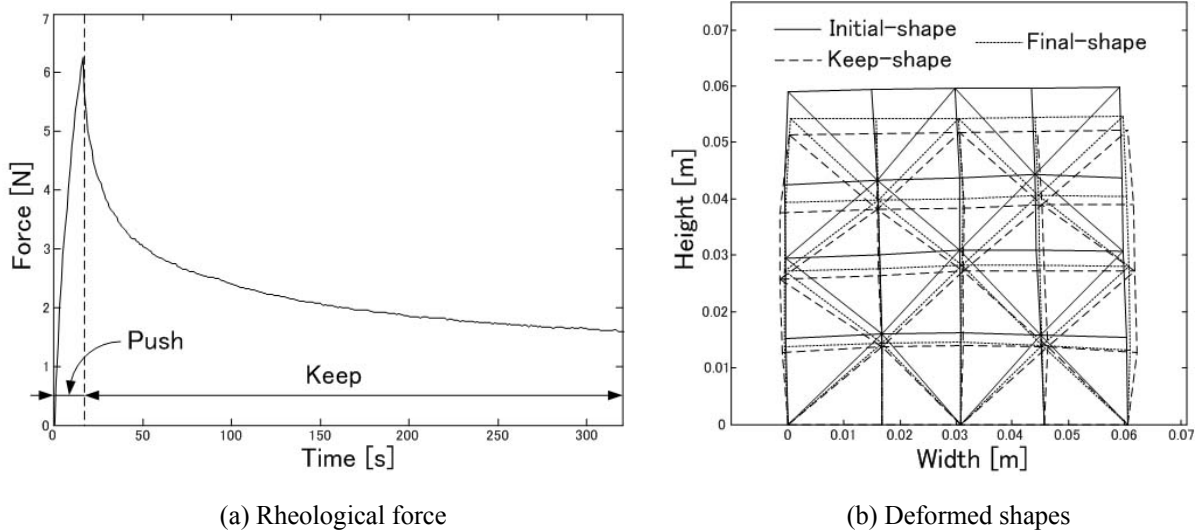 7
6
5
4
3
2
1
0
Force [N]
Push
Keep
0
50
100
150
200
250
300
Time [s]
(a) Rheological force
0.07
0.06
0.05
0.04
0.03
0.02
0.01
0
Height [m]
Initial-shape
Final-shape
Keep-shape
0
0.01
0.02
0.03
0.04
0.05
0.06
0.07
Width [m]
(b) Deformed shapes